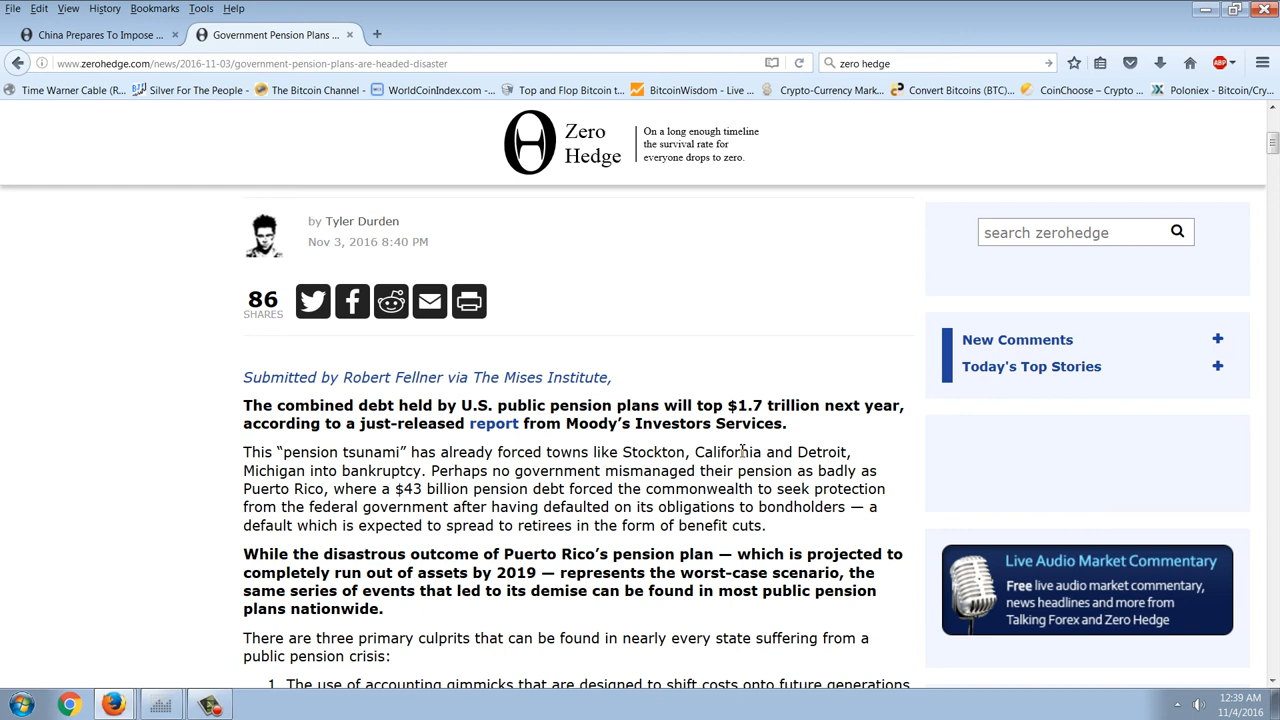 File Edit View History Bookmarks Tools Help
China Prepares To Impose ... × Government Pension Plans ... × +
www.zerohedge.com/news/2016-11-03/government-pension-plans-are-headed-disaster zero hedge ABP
Time Warner Cable (R... Silver For The People - The Bitcoin Channel - WorldCoinIndex.com -... Top and Flop Bitcoin t... BitcoinWisdom - Live ... Crypto-Currency Mark... Convert Bitcoins (BTC)... CoinChoose – Crypto ... Poloniex - Bitcoin/Cry...
Zero
Hedge
On a long enough timeline
the survival rate for
everyone drops to zero.
by Tyler Durden
Nov 3, 2016 8:40 PM
search zerohedge
86
SHARES
New Comments +
Today's Top Stories +
Submitted by Robert Fellner via The Mises Institute,
The combined debt held by U.S. public pension plans will top $1.7 trillion next year,
according to a just-released report from Moody’s Investors Services.
This “pension tsunami” has already forced towns like Stockton, California and Detroit,
Michigan into bankruptcy. Perhaps no government mismanaged their pension as badly as
Puerto Rico, where a $43 billion pension debt forced the commonwealth to seek protection
from the federal government after having defaulted on its obligations to bondholders — a
default which is expected to spread to retirees in the form of benefit cuts.
While the disastrous outcome of Puerto Rico’s pension plan — which is projected to
completely run out of assets by 2019 — represents the worst-case scenario, the
same series of events that led to its demise can be found in most public pension
plans nationwide.
There are three primary culprits that can be found in nearly every state suffering from a
public pension crisis:
1. The use of accounting gimmicks that are designed to shift costs onto future generations
Live Audio Market Commentary
Free live audio market commentary,
news headlines and more from
Talking Forex and Zero Hedge
12:39 AM
11/4/2016